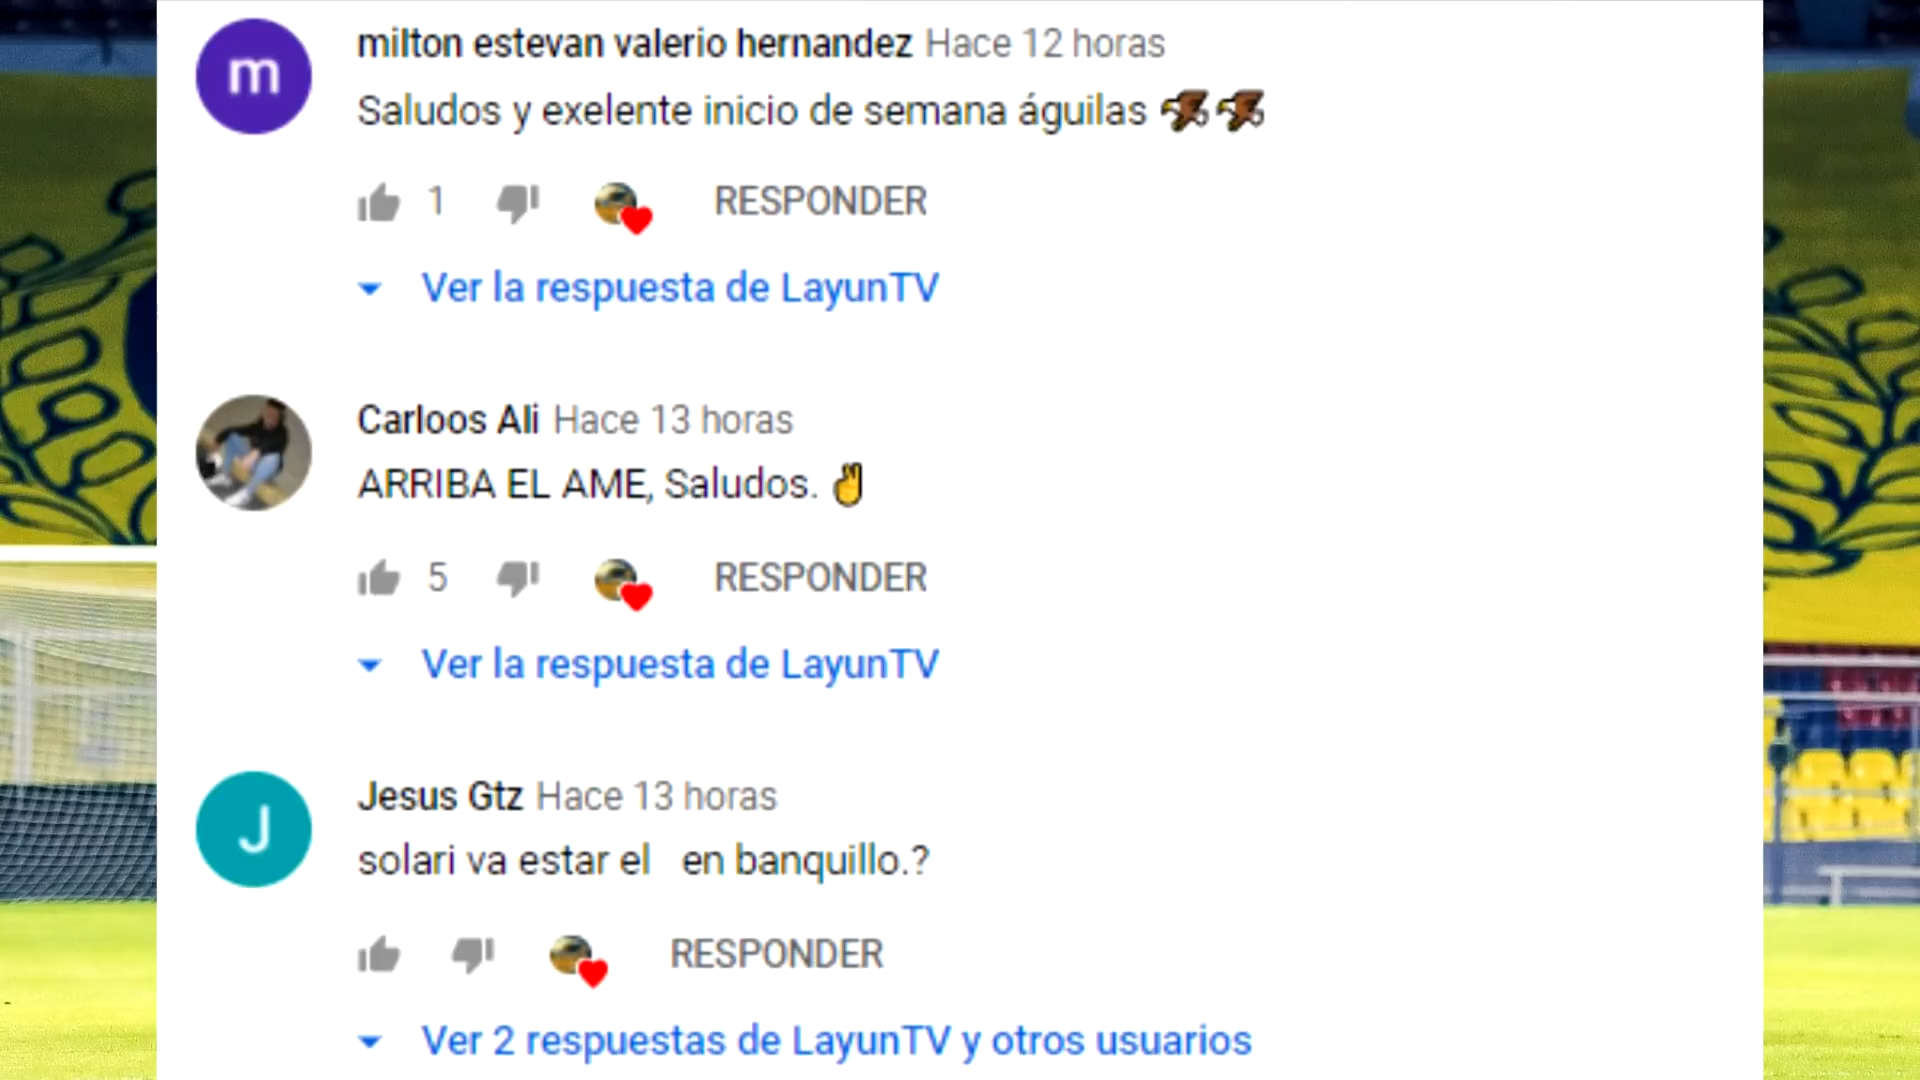 m
milton estevan valerio hernandez Hace 12 horas
Saludos y exelente inicio de semana águilas 🦅🦅
1 RESPONDER
Ver la respuesta de LayunTV
Carloos Ali Hace 13 horas
ARRIBA EL AME, Saludos. ✌
5 RESPONDER
Ver la respuesta de LayunTV
J
Jesus Gtz Hace 13 horas
solari va estar el en banquillo.?
RESPONDER
Ver 2 respuestas de LayunTV y otros usuarios